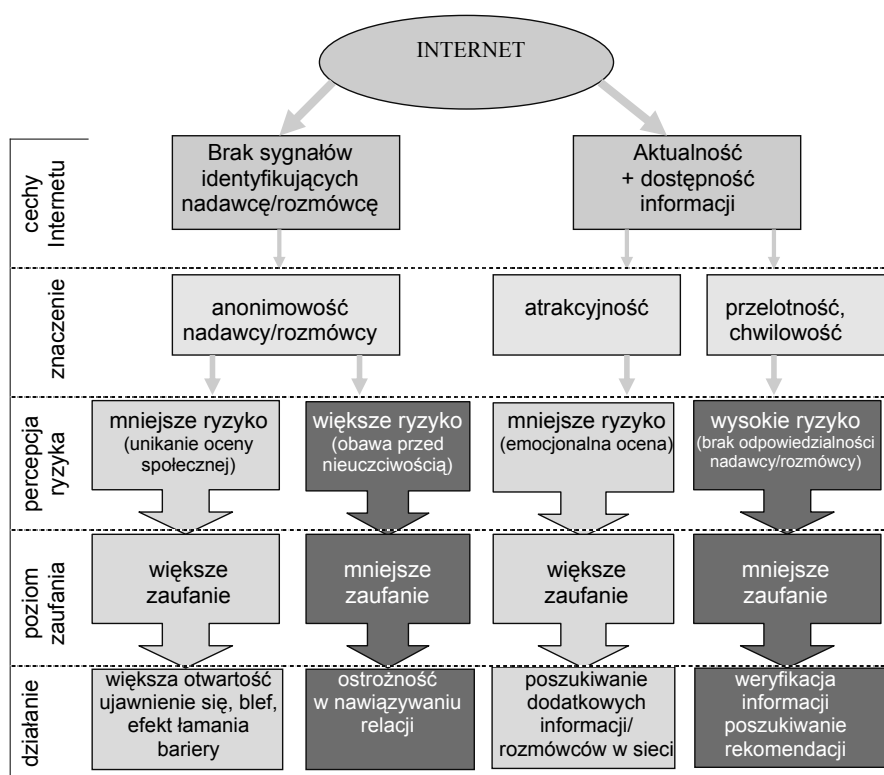 INTERNET
cechy
Internetu
Brak sygnałów
identyfikujących
nadawcę/rozmówcę
Aktualność
+ dostępność
informacji
znaczenie
anonimowość
nadawcy/rozmówcy
atrakcyjność
przelotność,
chwilowość
percepcja
ryzyka
mniejsze ryzyko
(unikanie oceny
społecznej)
większe ryzyko
(obawa przed
nieuczciwością)
mniejsze ryzyko
(emocjonalna ocena)
wysokie ryzyko
(brak odpowiedzialności
nadawcy/rozmówcy)
poziom
zaufania
większe
zaufanie
mniejsze
zaufanie
większe
zaufanie
mniejsze
zaufanie
działanie
większa otwartość
ujawnienie się, blef,
efekt łamania
bariery
ostrożność
w nawiązywaniu
relacji
poszukiwanie
dodatkowych
informacji/
rozmówców w sieci
weryfikacja
informacji
poszukiwanie
rekomendacji